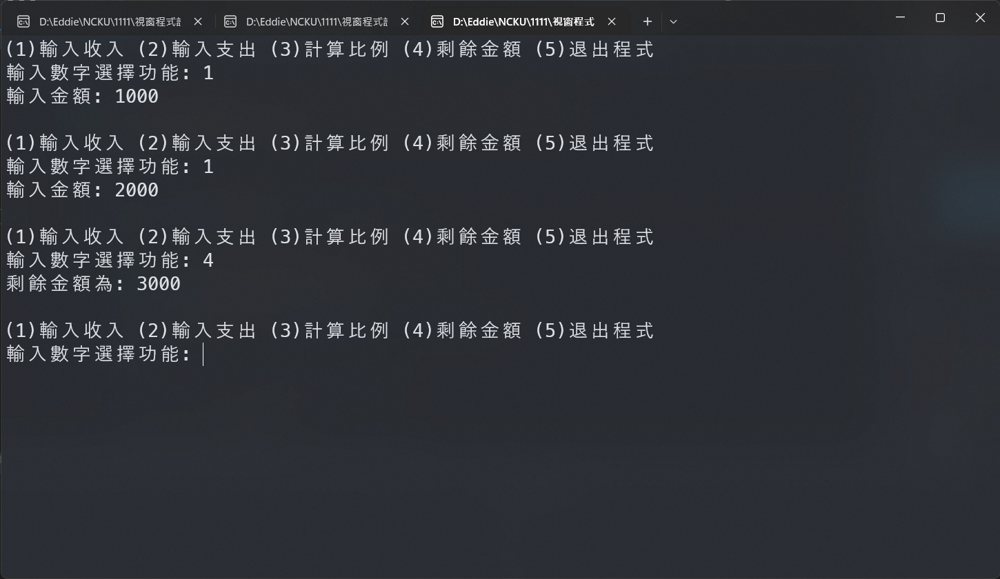 D:\Eddie\NCKU\1111\視窗程式設 D:\Eddie\NCKU\1111\視窗程式設 D:\Eddie\NCKU\1111\視窗程式
(1)輸入收入 (2)輸入支出 (3)計算比例 (4)剩餘金額 (5)退出程式
輸入數字選擇功能: 1
輸入金額: 1000
(1)輸入收入 (2)輸入支出 (3)計算比例 (4)剩餘金額 (5)退出程式
輸入數字選擇功能: 1
輸入金額: 2000
(1)輸入收入 (2)輸入支出 (3)計算比例 (4)剩餘金額 (5)退出程式
輸入數字選擇功能: 4
剩餘金額為: 3000
(1)輸入收入 (2)輸入支出 (3)計算比例 (4)剩餘金額 (5)退出程式
輸入數字選擇功能: